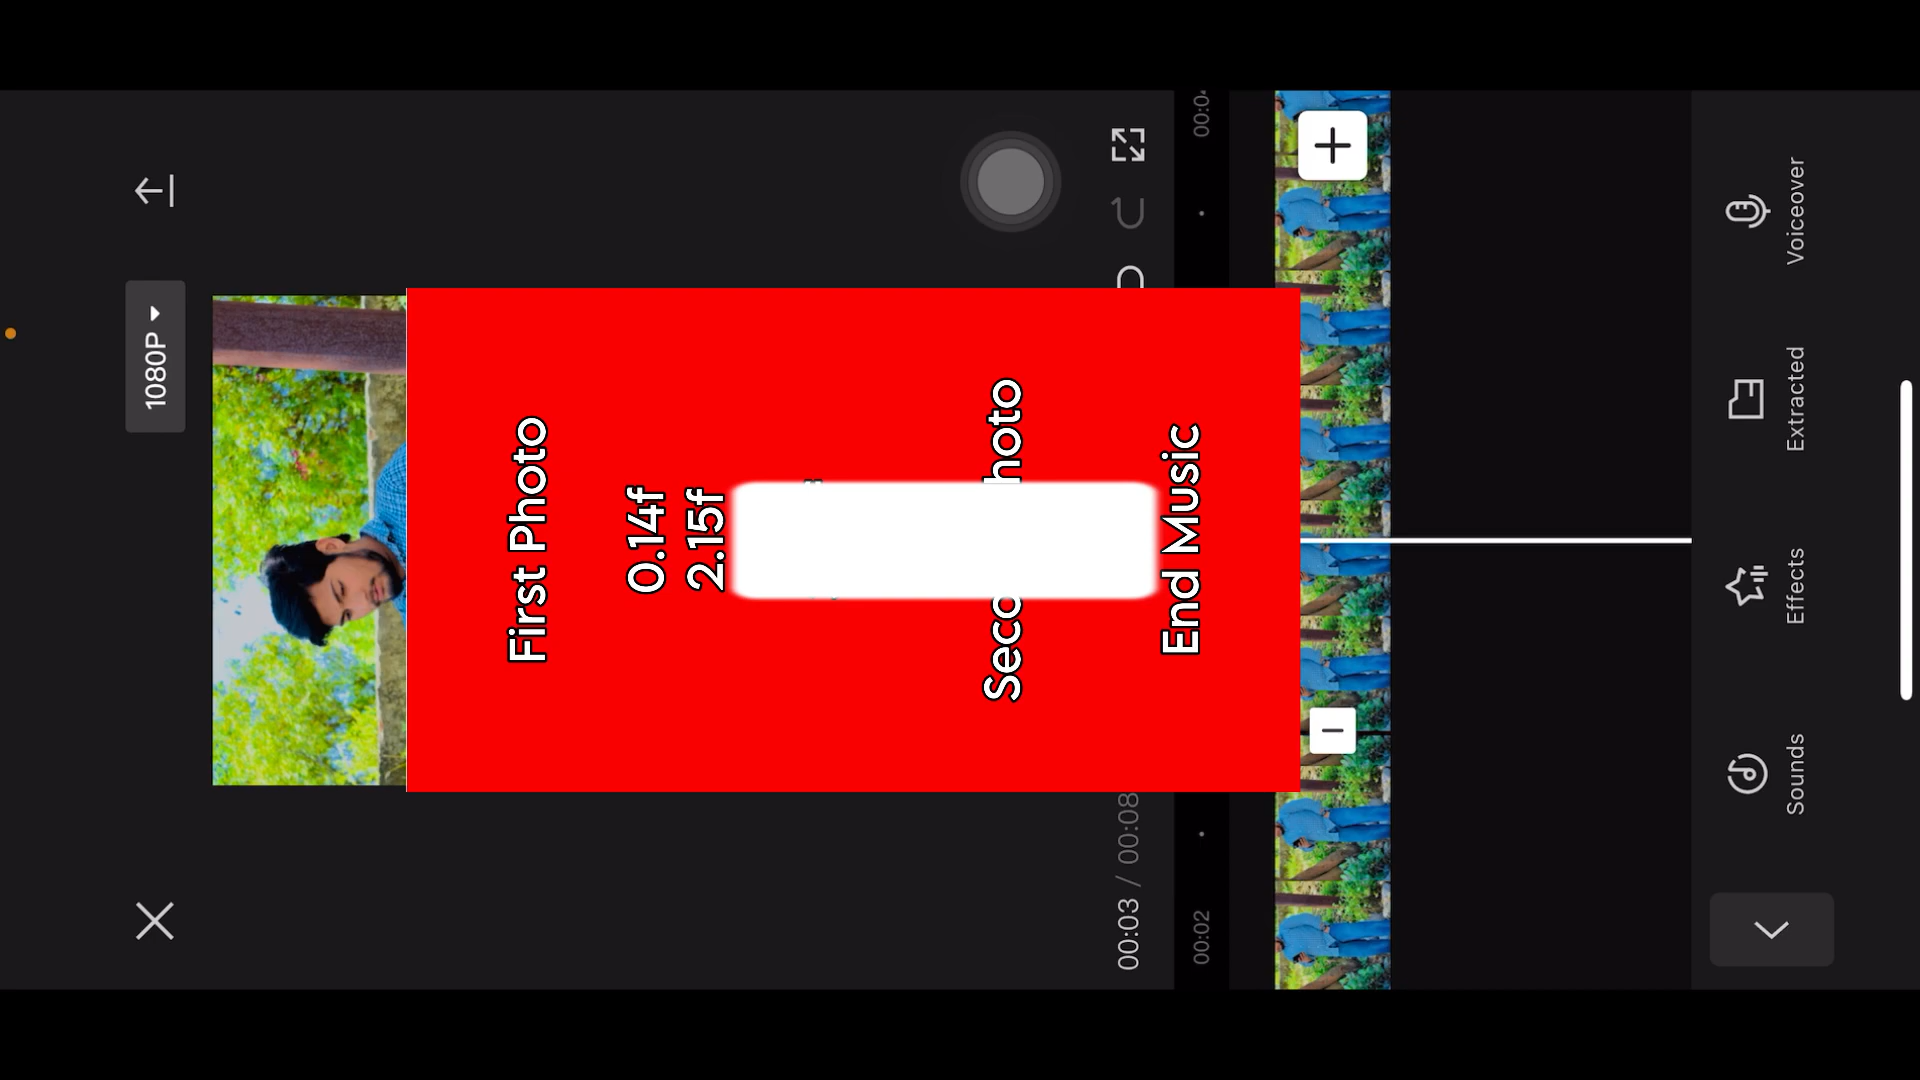 1080P
First Photo
0.14f
2.15f
End Music
00:03 / 00:08
00:02
Sounds
Effects
Extracted
Voiceover